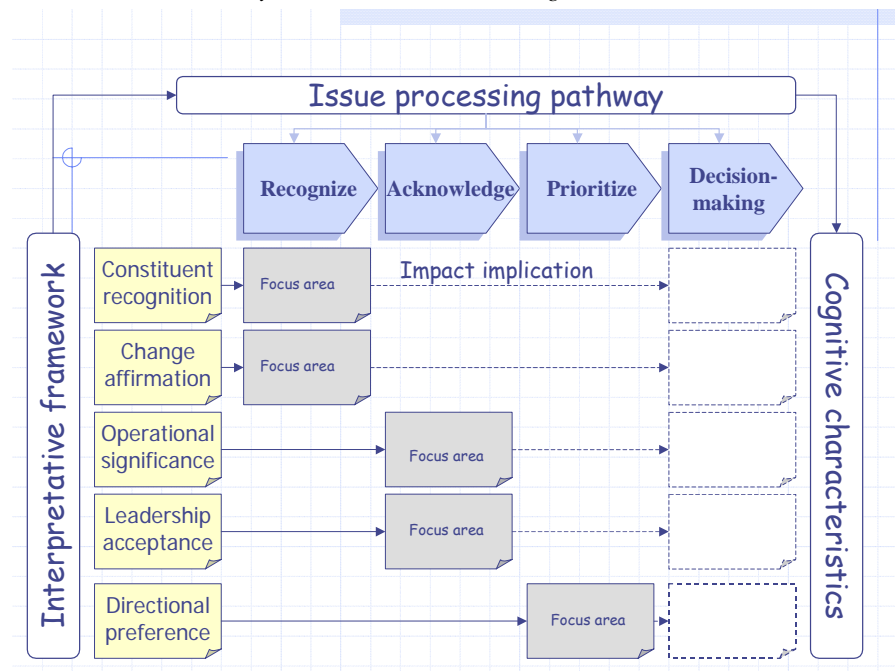 Issue processing pathway
Recognize
Acknowledge
Prioritize
Decision-
making
Interpretative framework
Constituent
recognition
Focus area
Impact implication
Change
affirmation
Focus area
Operational
significance
Focus area
Leadership
acceptance
Focus area
Directional
preference
Focus area
Cognitive characteristics